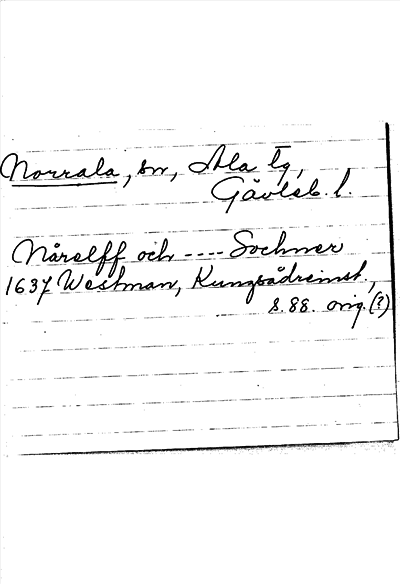 Norrala, sn, Ala tg,
Gävleb. l.
Nårelff och ---- Sochner
1637 Westman, Kungsådreinst.,
s. 88. orig. (?)